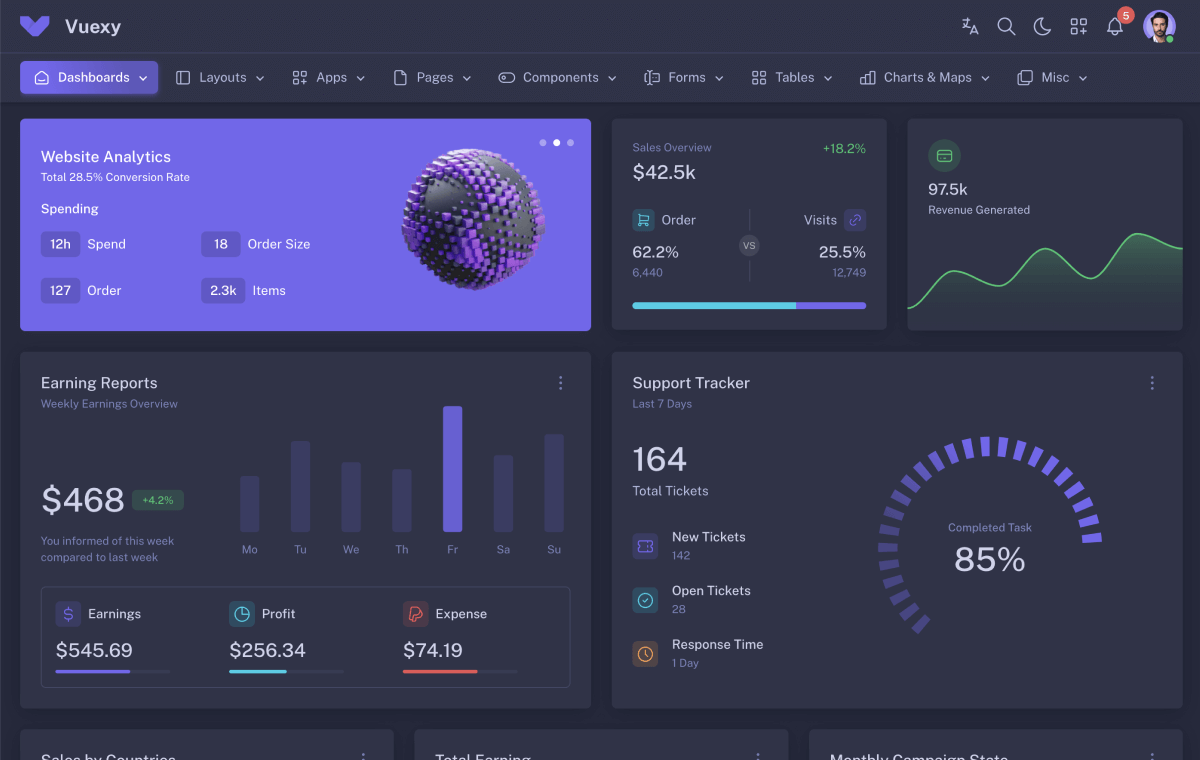 Vuexy
5
Dashboards
Layouts
Apps
Pages
Components
Forms
Tables
Charts & Maps
Misc
Website Analytics
Total 28.5% Conversion Rate
Spending
12h Spend
18 Order Size
127 Order
2.3k Items
Sales Overview
+18.2%
$42.5k
Order
Visits
62.2%
VS
25.5%
6,440
12,749
97.5k
Revenue Generated
Earning Reports
Weekly Earnings Overview
$468
+4.2%
You informed of this week
compared to last week
Mo Tu We Th Fr Sa Su
Earnings
$545.69
Profit
$256.34
Expense
$74.19
Support Tracker
Last 7 Days
164
Total Tickets
New Tickets
142
Open Tickets
28
Response Time
1 Day
Completed Task
85%
Sales by Countries
Total Earning
Monthly Campaign State